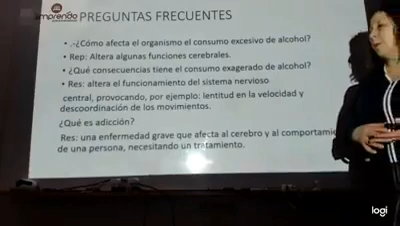 emprendo
PREGUNTAS FRECUENTES
• .-¿Cómo afecta el organismo el consumo excesivo de alcohol?
• Rep: Altera algunas funciones cerebrales.
• ¿Qué consecuencias tiene el consumo exagerado de alcohol?
• Res: altera el funcionamiento del sistema nervioso
central, provocando, por ejemplo: lentitud en la velocidad y
descoordinación de los movimientos.
¿Qué es adicción?
Res: una enfermedad grave que afecta al cerebro y al comportamie
de una persona, necesitando un tratamiento.
logi